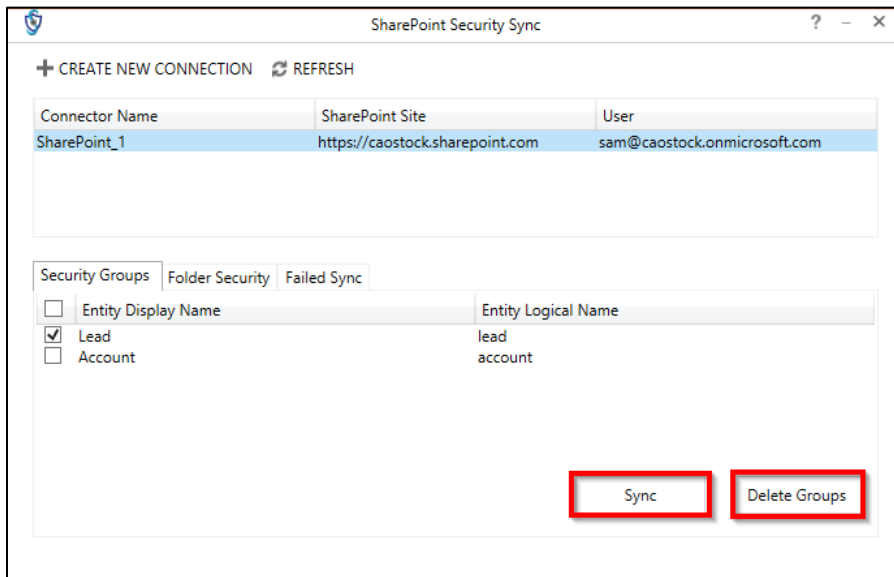 SharePoint Security Sync ? – ×
+ CREATE NEW CONNECTION REFRESH
Connector Name SharePoint Site User
SharePoint_1 https://caostock.sharepoint.com sam@caostock.onmicrosoft.com
Security Groups Folder Security Failed Sync
Entity Display Name Entity Logical Name
Lead lead
Account account
Sync Delete Groups